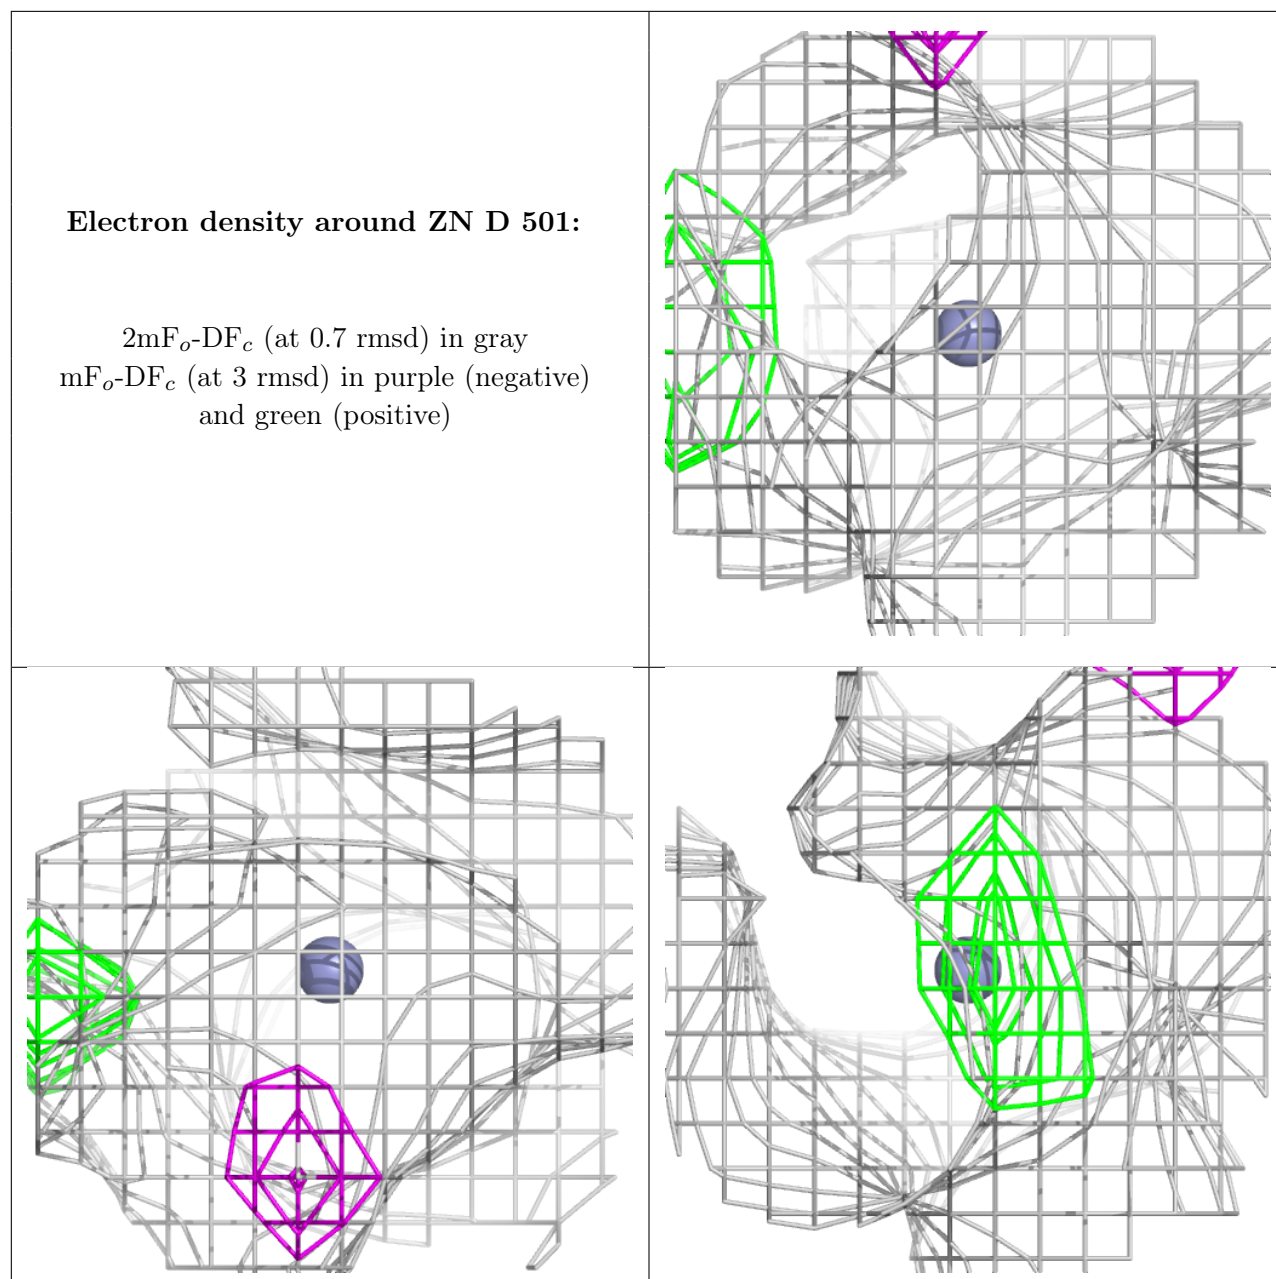 Electron density around ZN D 501:
2mFo-DFc (at 0.7 rmsd) in gray
mFo-DFc (at 3 rmsd) in purple (negative)
and green (positive)